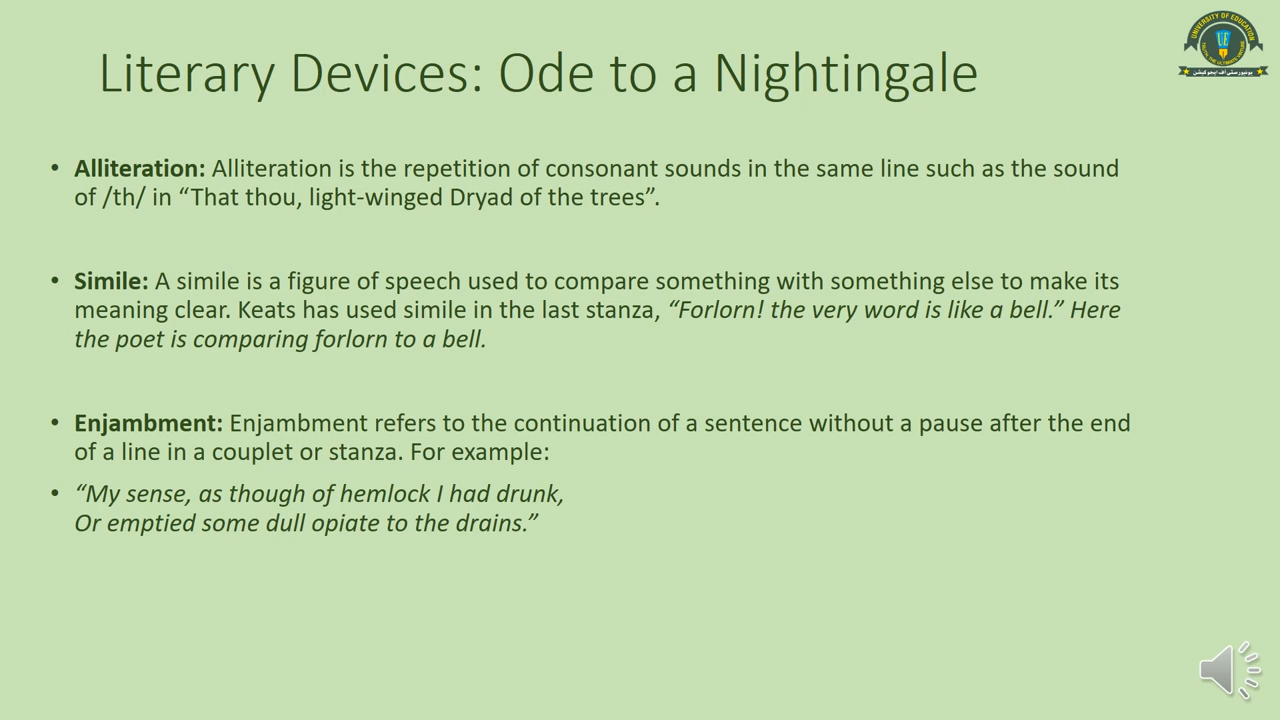 Literary Devices: Ode to a Nightingale
UNIVERSITY OF EDUCATION
UE
یونیورسٹی آف ایجوکیشن
• Alliteration: Alliteration is the repetition of consonant sounds in the same line such as the sound
of /th/ in “That thou, light-winged Dryad of the trees”.
• Simile: A simile is a figure of speech used to compare something with something else to make its
meaning clear. Keats has used simile in the last stanza, “Forlorn! the very word is like a bell.” Here
the poet is comparing forlorn to a bell.
• Enjambment: Enjambment refers to the continuation of a sentence without a pause after the end
of a line in a couplet or stanza. For example:
• “My sense, as though of hemlock I had drunk,
Or emptied some dull opiate to the drains.”